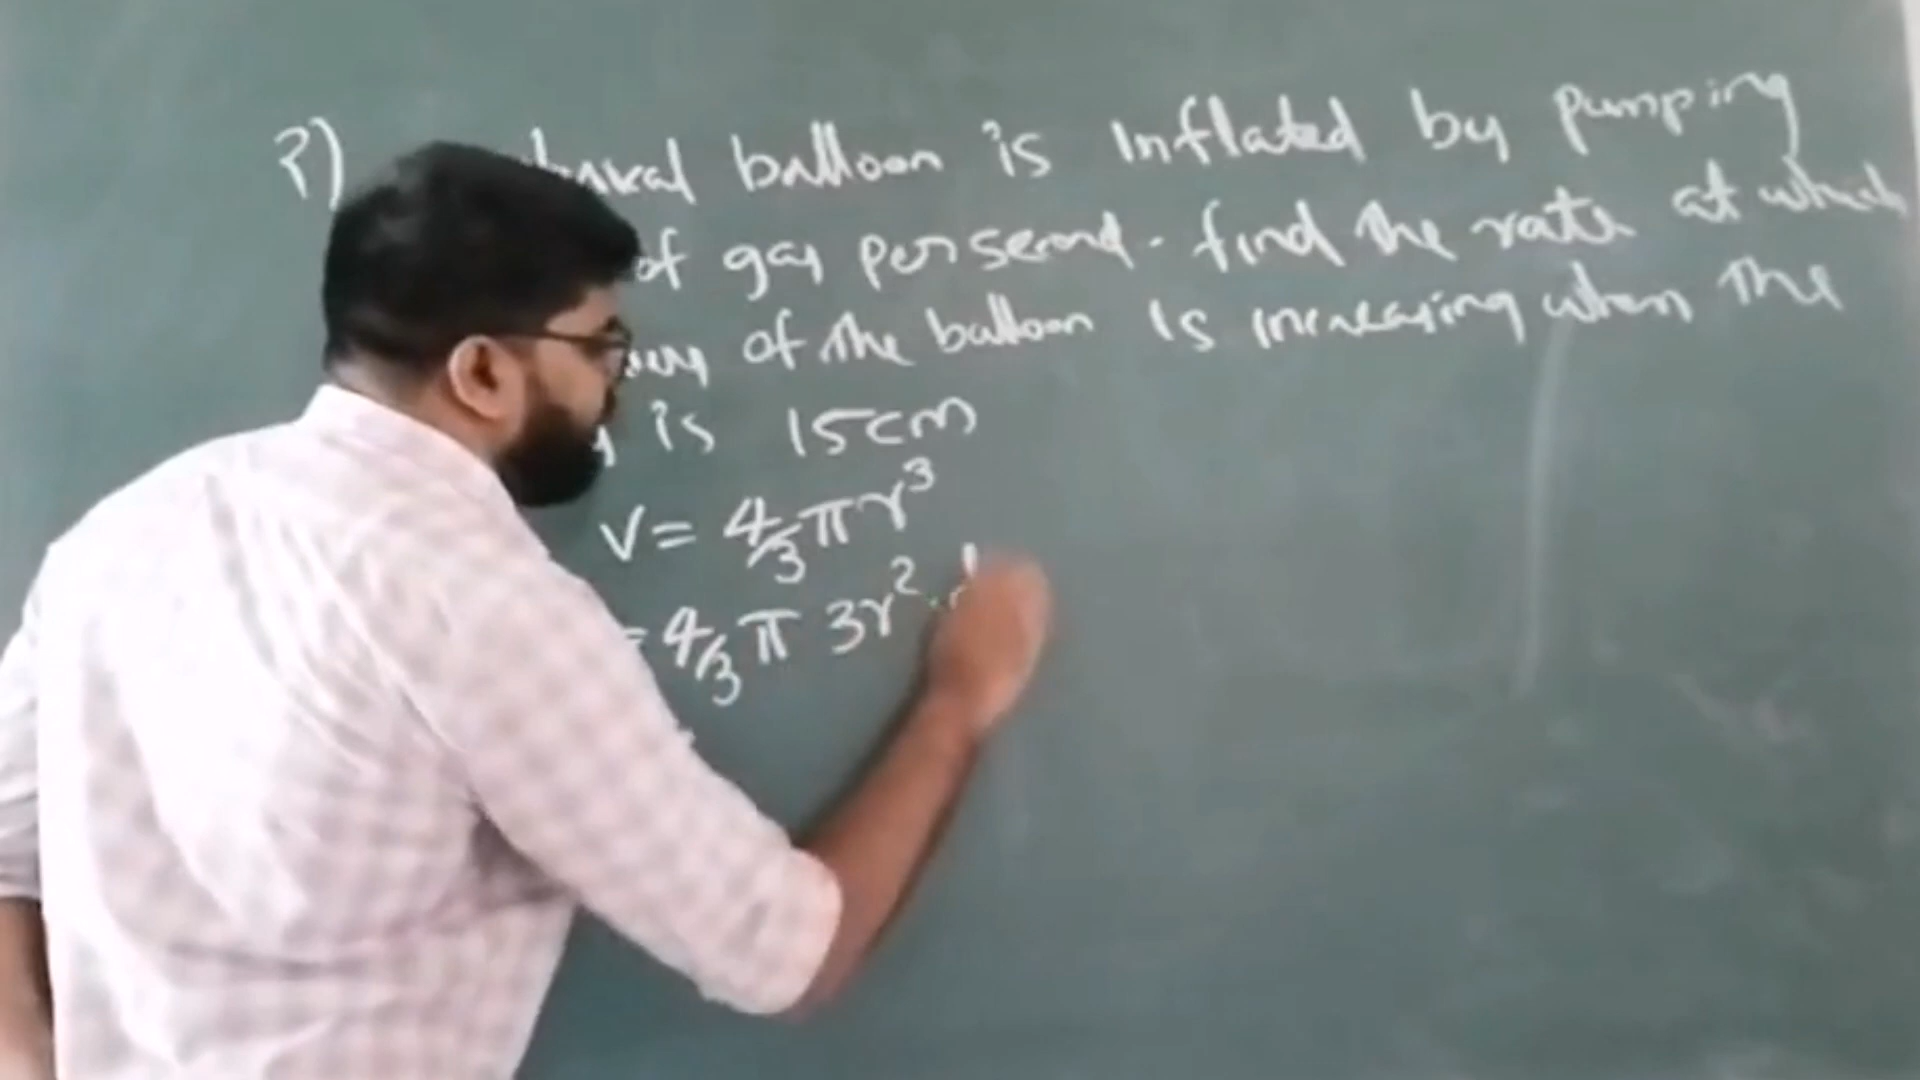 ?) balloon is Inflated by pumping
of gas per second. find the rate at which
of the balloon is increasing when the
is 15cm
V = 4/3 π r³
= 4/3 π 3r² .